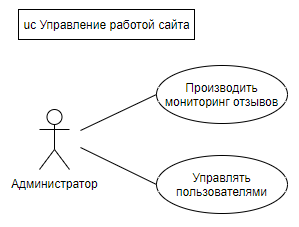 uc Управление работой сайта
Производить
мониторинг отзывов
Администратор
Управлять
пользователями